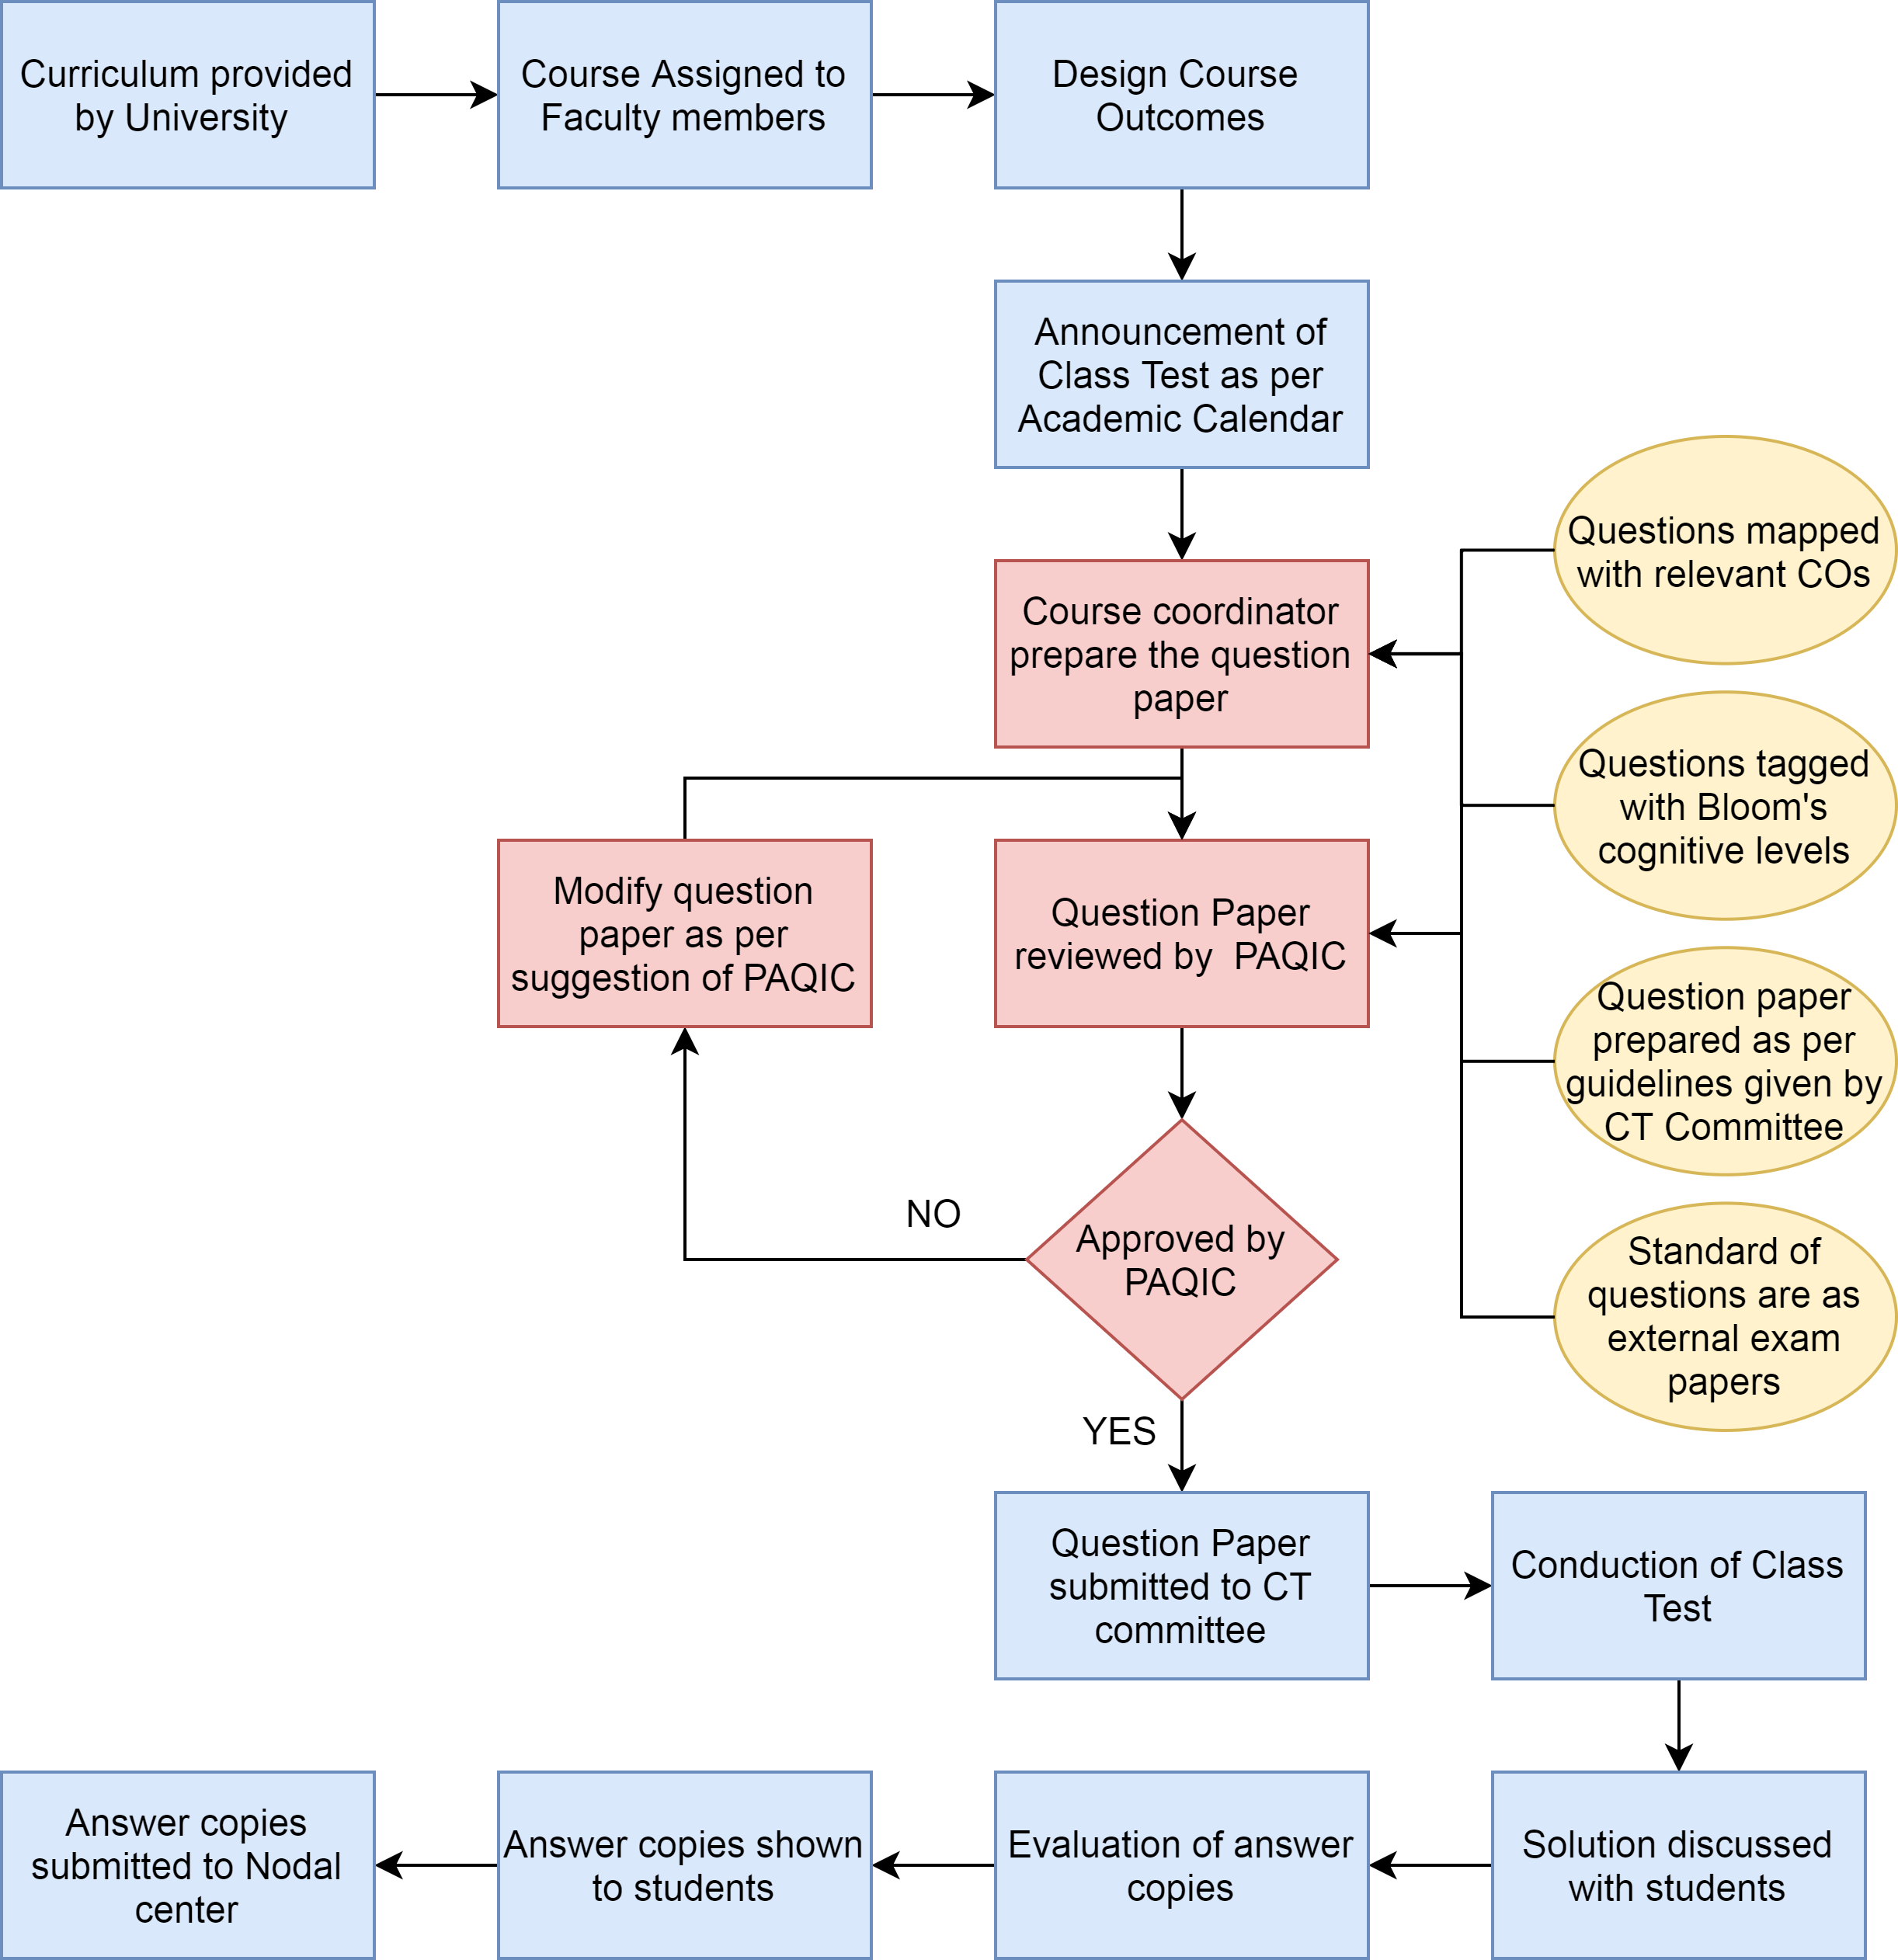 Curriculum provided
by University
Course Assigned to
Faculty members
Design Course
Outcomes
Announcement of
Class Test as per
Academic Calendar
Questions mapped
with relevant COs
Course coordinator
prepare the question
paper
Questions tagged
with Bloom's
cognitive levels
Modify question
paper as per
suggestion of PAQIC
Question Paper
reviewed by  PAQIC
Question paper
prepared as per
guidelines given by
CT Committee
NO
Approved by
PAQIC
Standard of
questions are as
external exam
papers
YES
Question Paper
submitted to CT
committee
Conduction of Class
Test
Answer copies
submitted to Nodal
center
Answer copies shown
to students
Evaluation of answer
copies
Solution discussed
with students